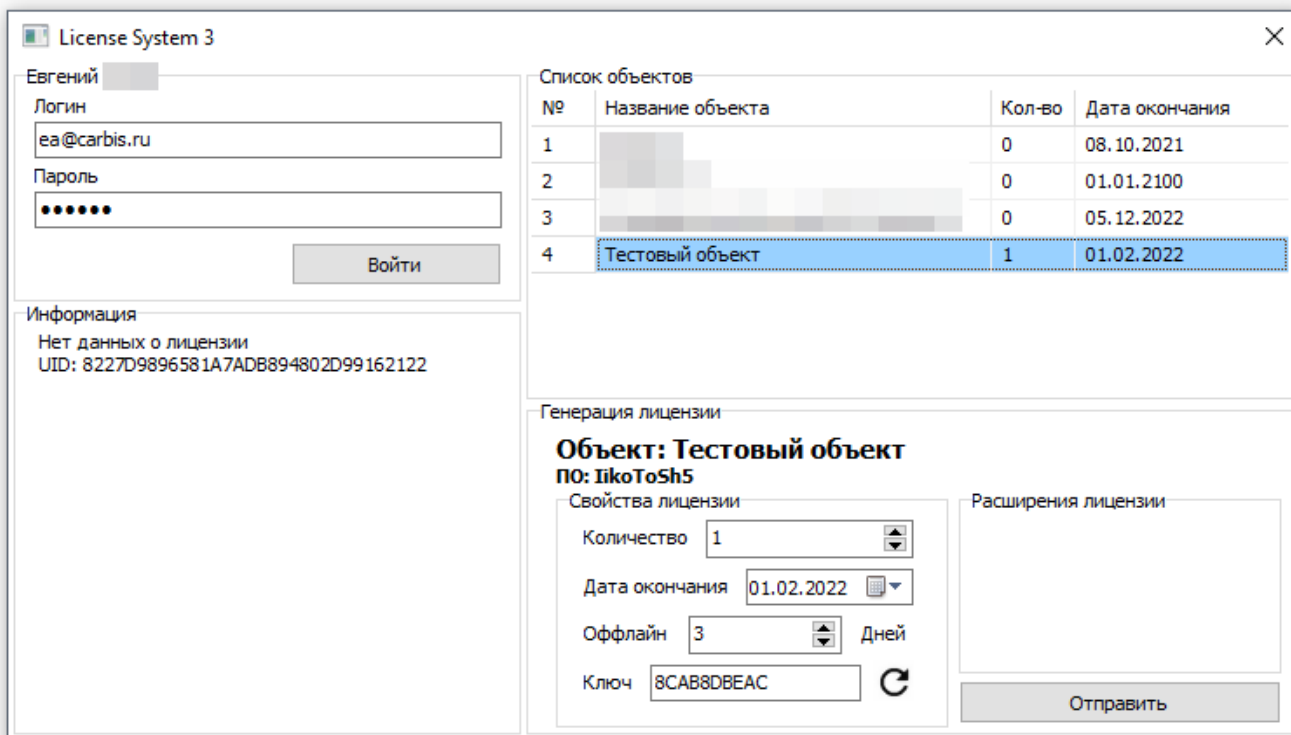 License System 3
Евгений
Логин
ea@carbis.ru
Пароль
●●●●●●
Войти
Информация
Нет данных о лицензии
UID: 8227D9896581A7ADB894802D99162122
Список объектов
№ Название объекта Кол-во Дата окончания
1 0 08.10.2021
2 0 01.01.2100
3 0 05.12.2022
4 Тестовый объект 1 01.02.2022
Генерация лицензии
Объект: Тестовый объект
ПО: IikoToSh5
Свойства лицензии
Количество 1
Дата окончания 01.02.2022
Оффлайн 3 Дней
Ключ 8CAB8DBEAC
Расширения лицензии
Отправить